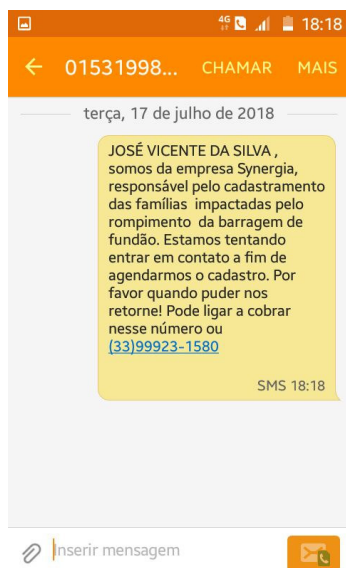 4G 18:18
01531998... CHAMAR MAIS
terça, 17 de julho de 2018
JOSÉ VICENTE DA SILVA ,
somos da empresa Synergia,
responsável pelo cadastramento
das famílias impactadas pelo
rompimento da barragem de
fundão. Estamos tentando
entrar em contato a fim de
agendarmos o cadastro. Por
favor quando puder nos
retorne! Pode ligar a cobrar
nesse número ou
(33)99923-1580
SMS 18:18
Inserir mensagem